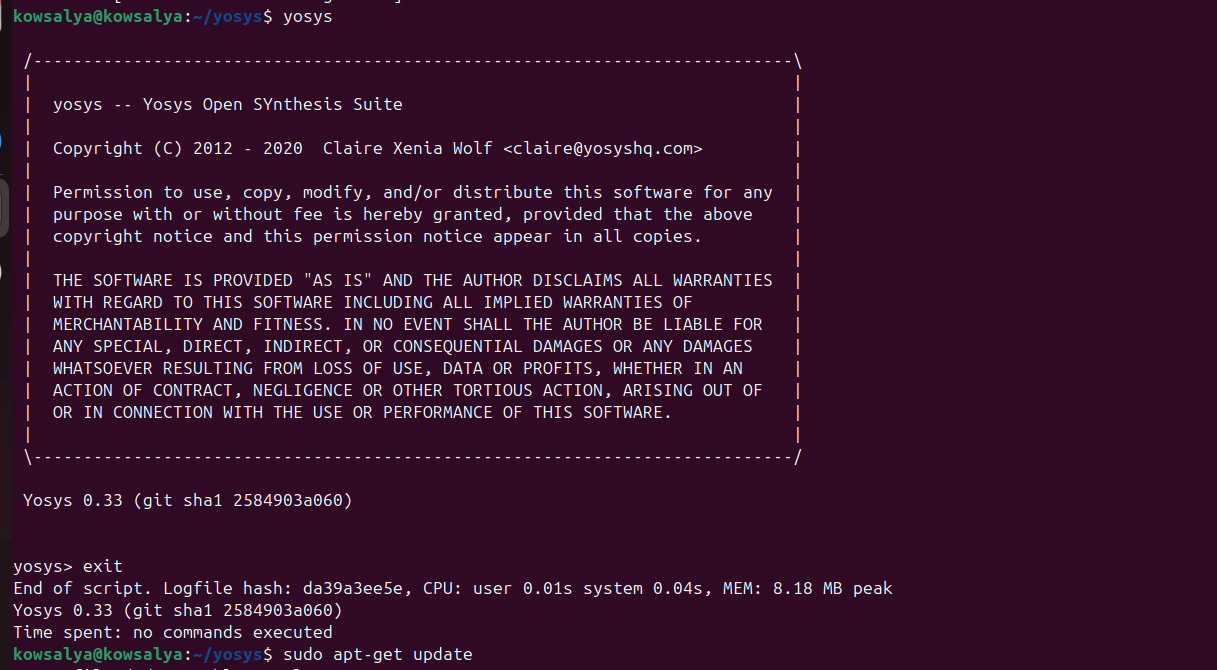 kowsalya@kowsalya:~/yosys$ yosys
/----------------------------------------------------------------------------\
|                                                                            |
|  yosys -- Yosys Open SYnthesis Suite                                       |
|                                                                            |
|  Copyright (C) 2012 - 2020  Claire Xenia Wolf <claire@yosyshq.com>         |
|                                                                            |
|  Permission to use, copy, modify, and/or distribute this software for any  |
|  purpose with or without fee is hereby granted, provided that the above    |
|  copyright notice and this permission notice appear in all copies.         |
|                                                                            |
|  THE SOFTWARE IS PROVIDED "AS IS" AND THE AUTHOR DISCLAIMS ALL WARRANTIES  |
|  WITH REGARD TO THIS SOFTWARE INCLUDING ALL IMPLIED WARRANTIES OF          |
|  MERCHANTABILITY AND FITNESS. IN NO EVENT SHALL THE AUTHOR BE LIABLE FOR   |
|  ANY SPECIAL, DIRECT, INDIRECT, OR CONSEQUENTIAL DAMAGES OR ANY DAMAGES    |
|  WHATSOEVER RESULTING FROM LOSS OF USE, DATA OR PROFITS, WHETHER IN AN     |
|  ACTION OF CONTRACT, NEGLIGENCE OR OTHER TORTIOUS ACTION, ARISING OUT OF   |
|  OR IN CONNECTION WITH THE USE OR PERFORMANCE OF THIS SOFTWARE.            |
|                                                                            |
\----------------------------------------------------------------------------/
Yosys 0.33 (git sha1 2584903a060)
yosys> exit
End of script. Logfile hash: da39a3ee5e, CPU: user 0.01s system 0.04s, MEM: 8.18 MB peak
Yosys 0.33 (git sha1 2584903a060)
Time spent: no commands executed
kowsalya@kowsalya:~/yosys$ sudo apt-get update